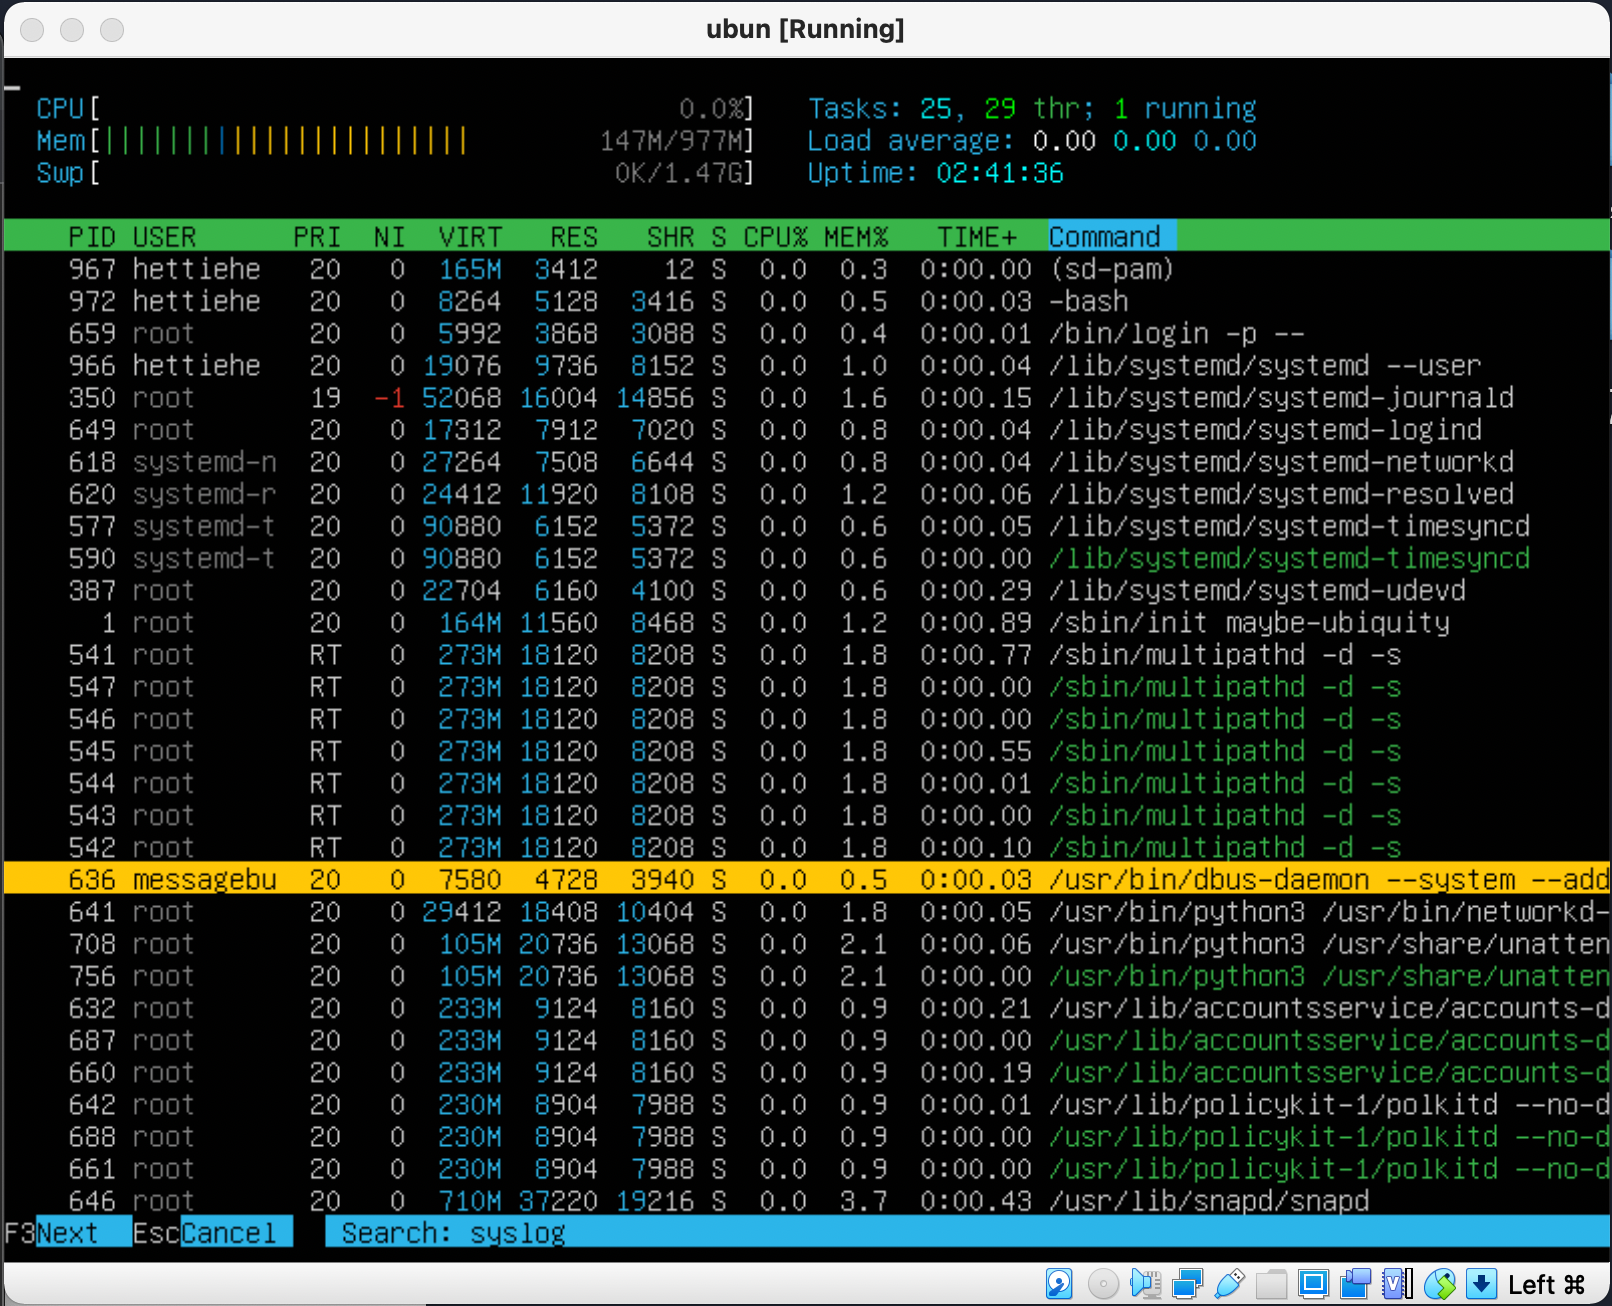 ubun [Running]
CPU[ 0.0%] Tasks: 25, 29 thr; 1 running
Mem[||||||||||||||||||||||| 147M/977M] Load average: 0.00 0.00 0.00
Swp[ 0K/1.47G] Uptime: 02:41:36
PID USER PRI NI VIRT RES SHR S CPU% MEM% TIME+ Command
967 hettiehe 20 0 165M 3412 12 S 0.0 0.3 0:00.00 (sd-pam)
972 hettiehe 20 0 8264 5128 3416 S 0.0 0.5 0:00.03 -bash
659 root 20 0 5992 3868 3088 S 0.0 0.4 0:00.01 /bin/login -p --
966 hettiehe 20 0 19076 9736 8152 S 0.0 1.0 0:00.04 /lib/systemd/systemd --user
350 root 19 -1 52068 16004 14856 S 0.0 1.6 0:00.15 /lib/systemd/systemd-journald
649 root 20 0 17312 7912 7020 S 0.0 0.8 0:00.04 /lib/systemd/systemd-logind
618 systemd-n 20 0 27264 7508 6644 S 0.0 0.8 0:00.04 /lib/systemd/systemd-networkd
620 systemd-r 20 0 24412 11920 8108 S 0.0 1.2 0:00.06 /lib/systemd/systemd-resolved
577 systemd-t 20 0 90880 6152 5372 S 0.0 0.6 0:00.05 /lib/systemd/systemd-timesyncd
590 systemd-t 20 0 90880 6152 5372 S 0.0 0.6 0:00.00 /lib/systemd/systemd-timesyncd
387 root 20 0 22704 6160 4100 S 0.0 0.6 0:00.29 /lib/systemd/systemd-udevd
1 root 20 0 164M 11560 8468 S 0.0 1.2 0:00.89 /sbin/init maybe-ubiquity
541 root RT 0 273M 18120 8208 S 0.0 1.8 0:00.77 /sbin/multipathd -d -s
547 root RT 0 273M 18120 8208 S 0.0 1.8 0:00.00 /sbin/multipathd -d -s
546 root RT 0 273M 18120 8208 S 0.0 1.8 0:00.00 /sbin/multipathd -d -s
545 root RT 0 273M 18120 8208 S 0.0 1.8 0:00.55 /sbin/multipathd -d -s
544 root RT 0 273M 18120 8208 S 0.0 1.8 0:00.01 /sbin/multipathd -d -s
543 root RT 0 273M 18120 8208 S 0.0 1.8 0:00.00 /sbin/multipathd -d -s
542 root RT 0 273M 18120 8208 S 0.0 1.8 0:00.10 /sbin/multipathd -d -s
636 messagebu 20 0 7580 4728 3940 S 0.0 0.5 0:00.03 /usr/bin/dbus-daemon --system --add
641 root 20 0 29412 18408 10404 S 0.0 1.8 0:00.05 /usr/bin/python3 /usr/bin/networkd-
708 root 20 0 105M 20736 13068 S 0.0 2.1 0:00.06 /usr/bin/python3 /usr/share/unatten
756 root 20 0 105M 20736 13068 S 0.0 2.1 0:00.00 /usr/bin/python3 /usr/share/unatten
632 root 20 0 233M 9124 8160 S 0.0 0.9 0:00.21 /usr/lib/accountsservice/accounts-d
687 root 20 0 233M 9124 8160 S 0.0 0.9 0:00.00 /usr/lib/accountsservice/accounts-d
660 root 20 0 233M 9124 8160 S 0.0 0.9 0:00.19 /usr/lib/accountsservice/accounts-d
642 root 20 0 230M 8904 7988 S 0.0 0.9 0:00.01 /usr/lib/policykit-1/polkitd --no-d
688 root 20 0 230M 8904 7988 S 0.0 0.9 0:00.00 /usr/lib/policykit-1/polkitd --no-d
661 root 20 0 230M 8904 7988 S 0.0 0.9 0:00.00 /usr/lib/policykit-1/polkitd --no-d
646 root 20 0 710M 37220 19216 S 0.0 3.7 0:00.43 /usr/lib/snapd/snapd
F3Next EscCancel Search: syslog
Left ⌘